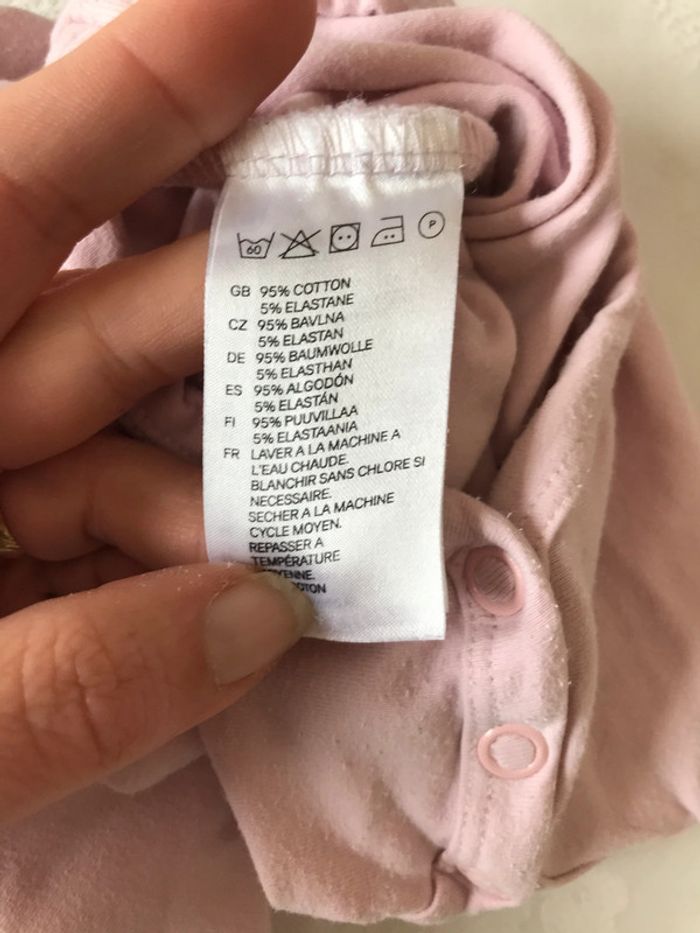 60 P
GB 95% COTTON
5% ELASTANE
CZ 95% BAVLNA
5% ELASTAN
DE 95% BAUMWOLLE
5% ELASTHAN
ES 95% ALGODÓN
5% ELASTÁN
FI 95% PUUVILLAA
5% ELASTAANIA
FR LAVER A LA MACHINE A
L'EAU CHAUDE.
BLANCHIR SANS CHLORE SI
NECESSAIRE.
SECHER A LA MACHINE
CYCLE MOYEN.
REPASSER A
TEMPÉRATURE